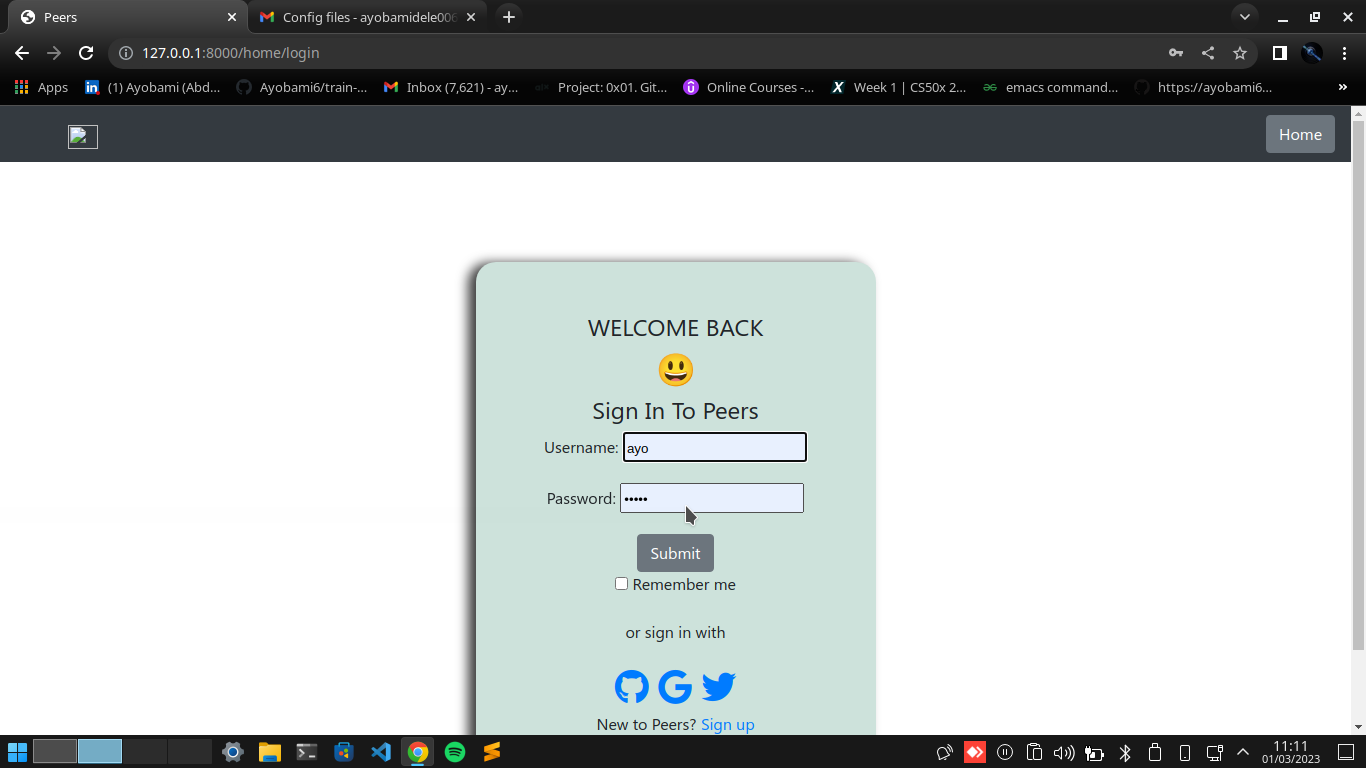 Peers
Config files - ayobamidele006
127.0.0.1:8000/home/login
Apps
(1) Ayobami (Abd...
Ayobami6/train-...
Inbox (7,621) - ay...
Project: 0x01. Git...
Online Courses -...
Week 1 | CS50x 2...
emacs command...
https://ayobami6...
»
Home
WELCOME BACK
Sign In To Peers
Username: ayo
Password: •••••
Submit
Remember me
or sign in with
New to Peers? Sign up
11:11
01/03/2023